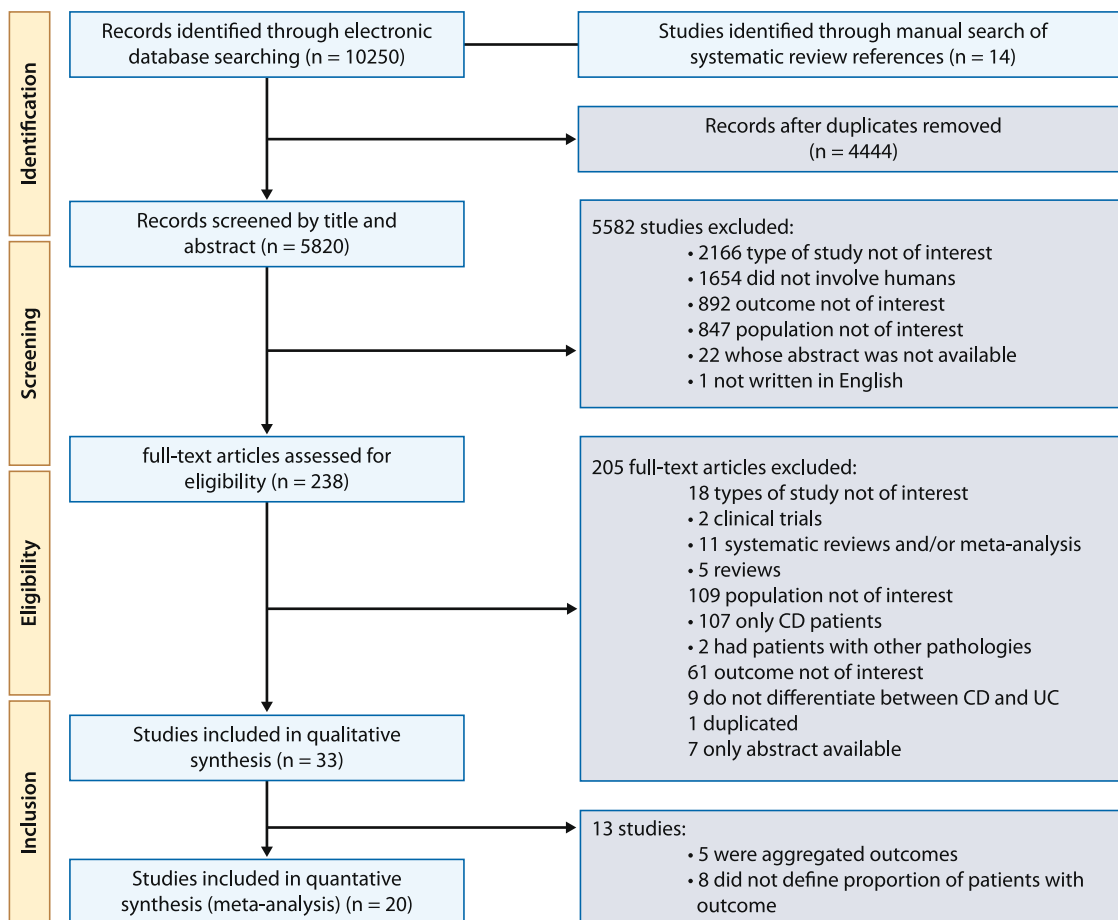 Identification
Records identified through electronic
database searching (n = 10250)
Studies identified through manual search of
systematic review references (n = 14)
Records after duplicates removed
(n = 4444)
Records screened by title and
abstract (n = 5820)
Screening
5582 studies excluded:
• 2166 type of study not of interest
• 1654 did not involve humans
• 892 outcome not of interest
• 847 population not of interest
• 22 whose abstract was not available
• 1 not written in English
full-text articles assessed for
eligibility (n = 238)
Eligibility
205 full-text articles excluded:
18 types of study not of interest
• 2 clinical trials
• 11 systematic reviews and/or meta-analysis
• 5 reviews
109 population not of interest
• 107 only CD patients
• 2 had patients with other pathologies
61 outcome not of interest
9 do not differentiate between CD and UC
1 duplicated
7 only abstract available
Studies included in qualitative
synthesis (n = 33)
Inclusion
13 studies:
• 5 were aggregated outcomes
• 8 did not define proportion of patients with
outcome
Studies included in quantative
synthesis (meta-analysis) (n = 20)